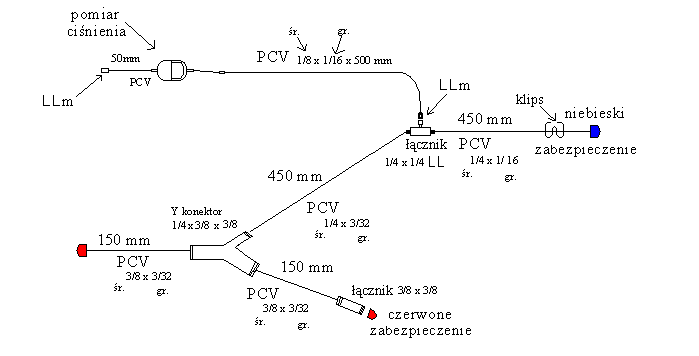 pomiar
ciśnienia
50mm
PCV
LLm
śr. gr.
PCV 1/8 x 1/16 x 500 mm
LLm
klips
450 mm
niebieski
łącznik
1/4 x 1/4 LL
PCV
1/4 x 1/16
śr. gr.
zabezpieczenie
450 mm
PCV
1/4 x 3/32
śr. gr.
Y konektor
1/4 x 3/8 x 3/8
150 mm
PCV
3/8 x 3/32
śr. gr.
150 mm
PCV
3/8 x 3/32
śr. gr.
łącznik 3/8 x 3/8
czerwone
zabezpieczenie